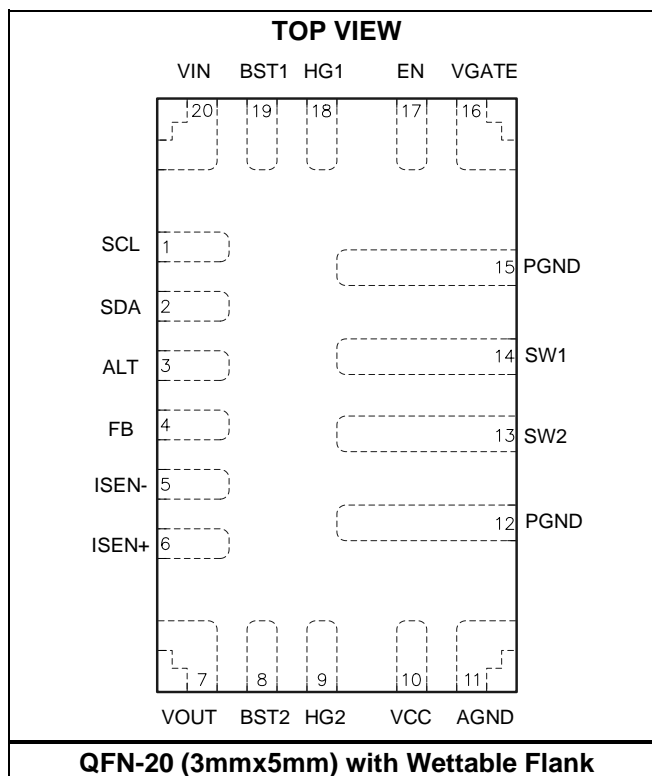 TOP VIEW
VIN BST1 HG1 EN VGATE
20 19 18 17 16
SCL 1
15 PGND
SDA 2
14 SW1
ALT 3
FB 4
13 SW2
ISEN- 5
12 PGND
ISEN+ 6
7 8 9 10 11
VOUT BST2 HG2 VCC AGND
QFN-20 (3mmx5mm) with Wettable Flank